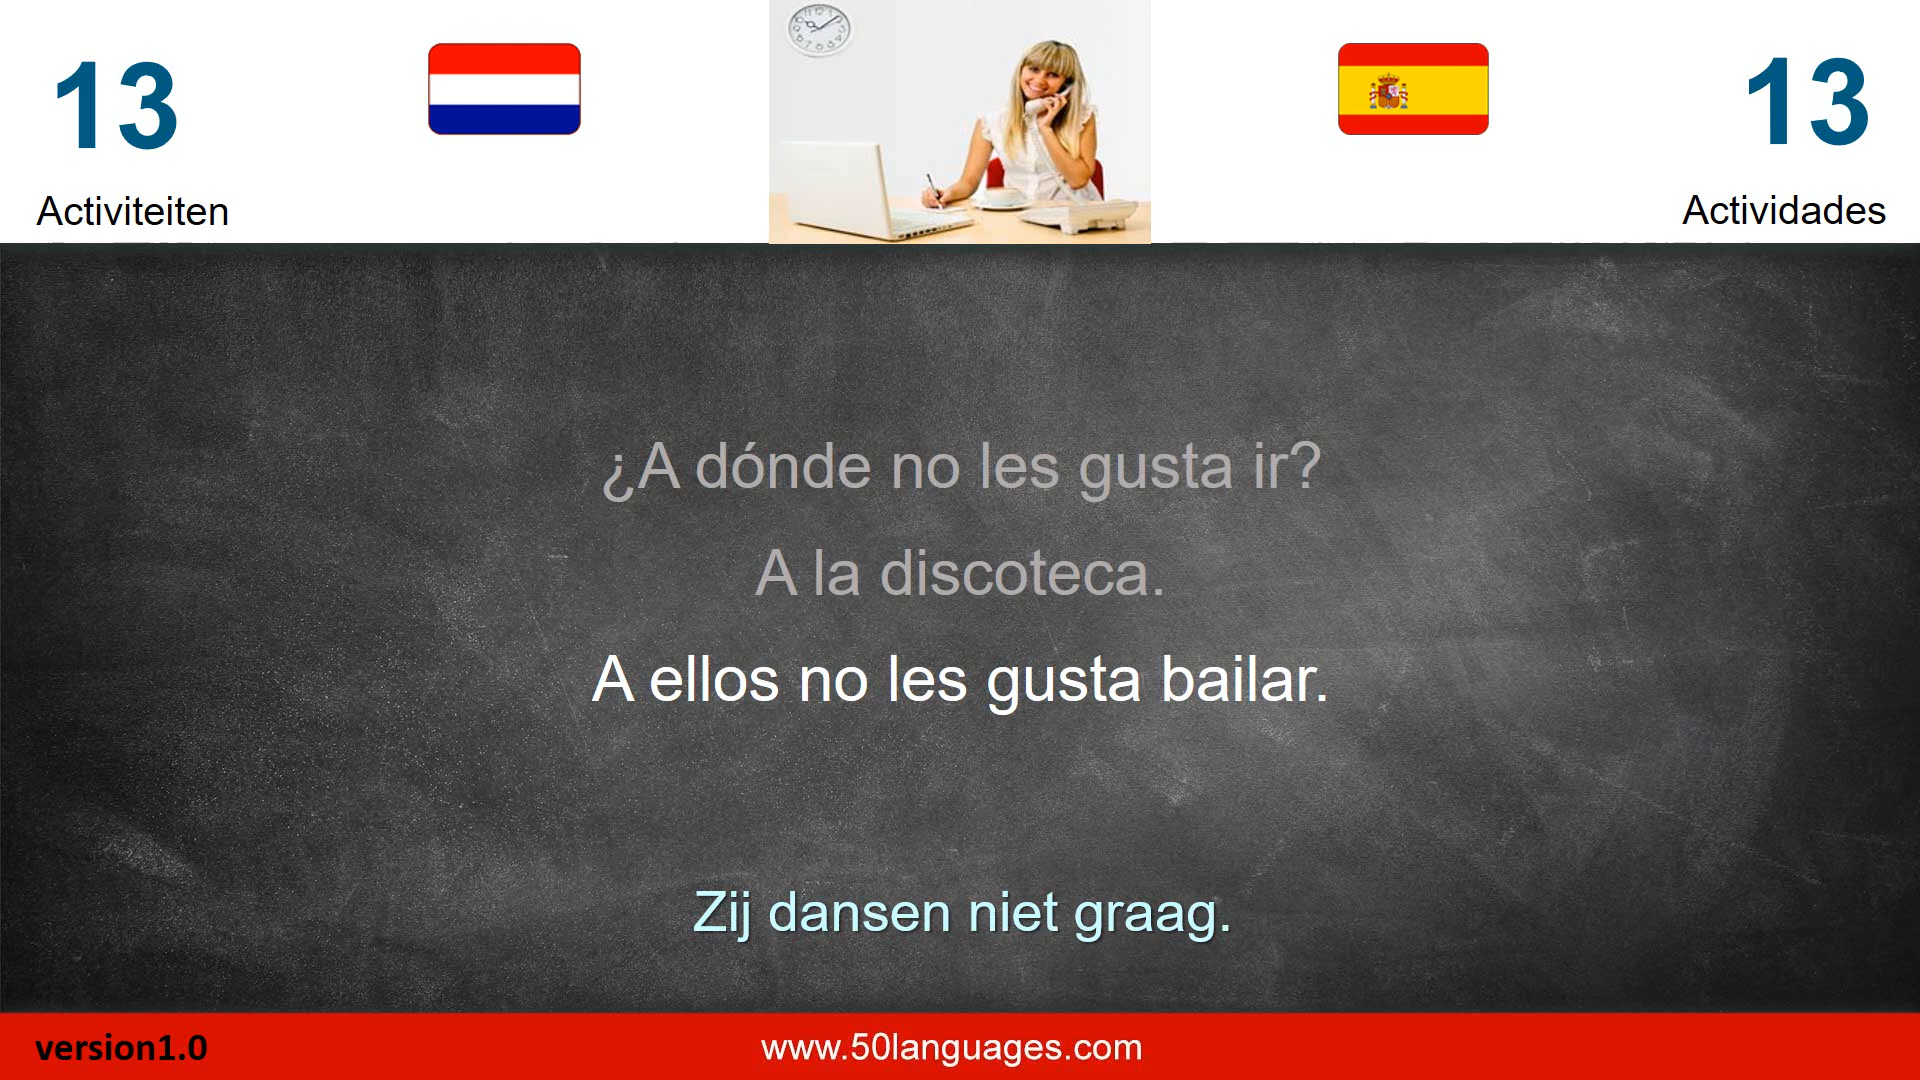 13
13
Activiteiten
Actividades
¿A dónde no les gusta ir?
A la discoteca.
A ellos no les gusta bailar.
Zij dansen niet graag.
version1.0
www.50languages.com